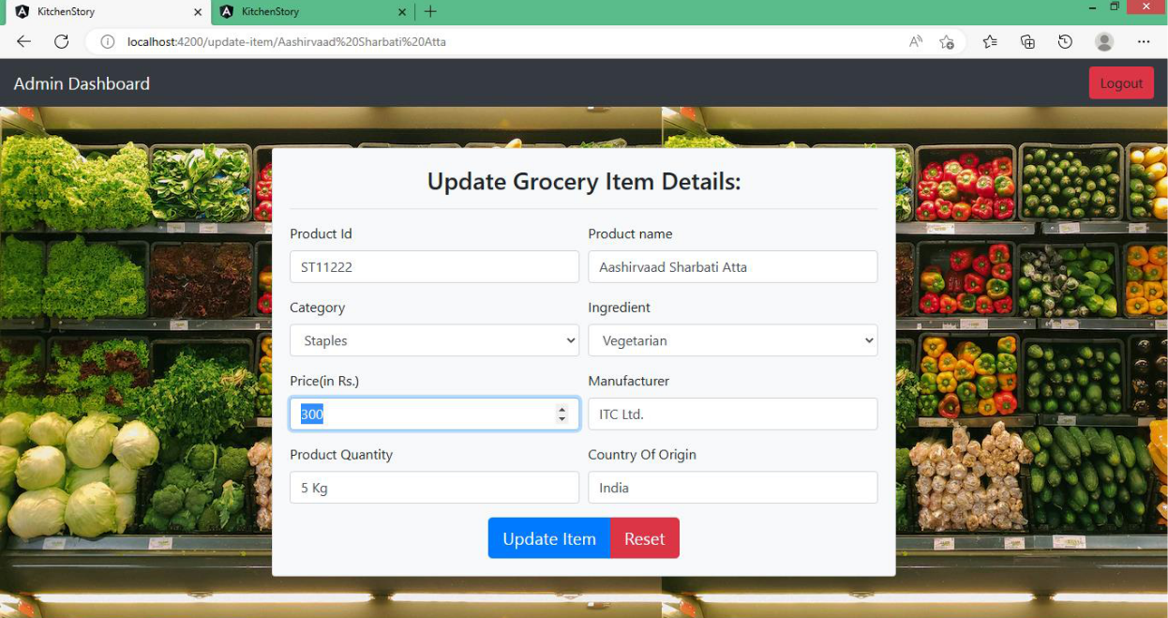 KitchenStory
KitchenStory
localhost:4200/update-item/Aashirvaad%20Sharbati%20Atta
Admin Dashboard
Logout
Update Grocery Item Details:
Product Id
Product name
ST11222
Aashirvaad Sharbati Atta
Category
Ingredient
Staples
Vegetarian
Price(in Rs.)
Manufacturer
300
ITC Ltd.
Product Quantity
Country Of Origin
5 Kg
India
Update Item
Reset